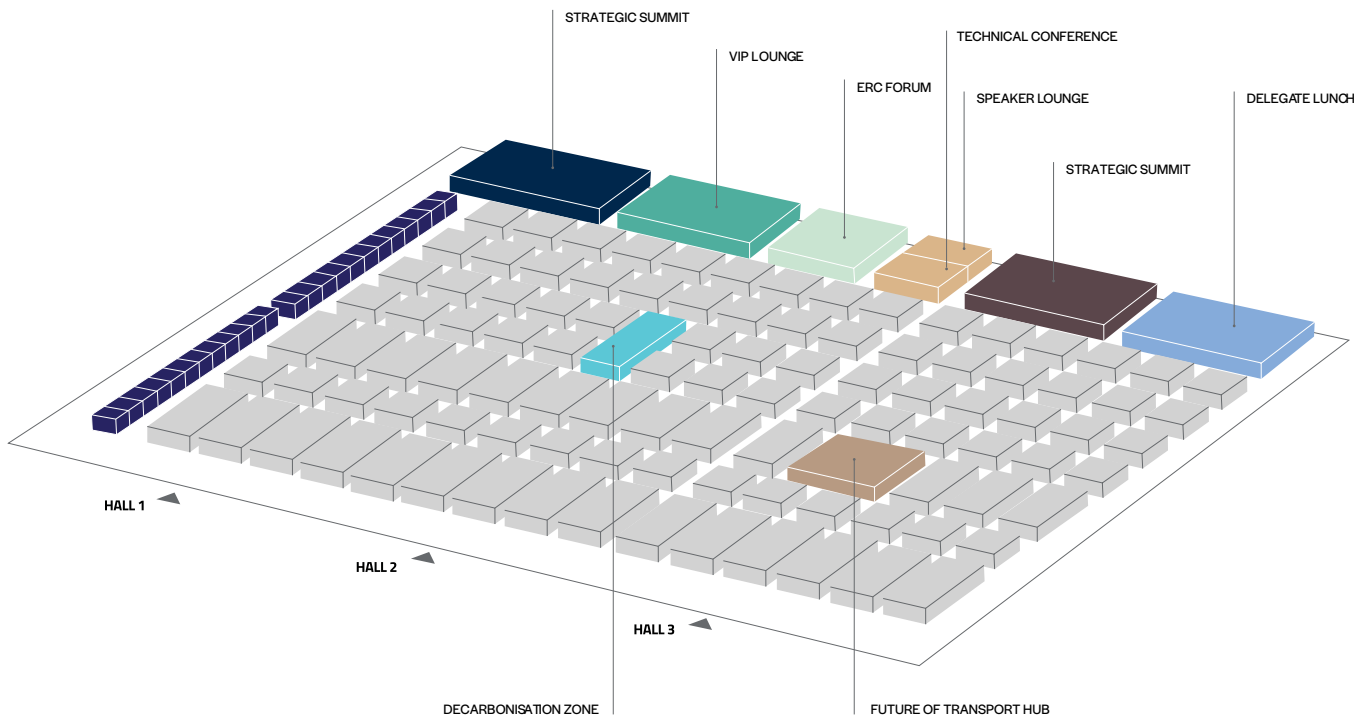 STRATEGIC SUMMIT
TECHNICAL CONFERENCE
VIP LOUNGE
ERC FORUM
SPEAKER LOUNGE
DELEGATE LUNCH
STRATEGIC SUMMIT
HALL 1
HALL 2
HALL 3
DECARBONISATION ZONE
FUTURE OF TRANSPORT HUB